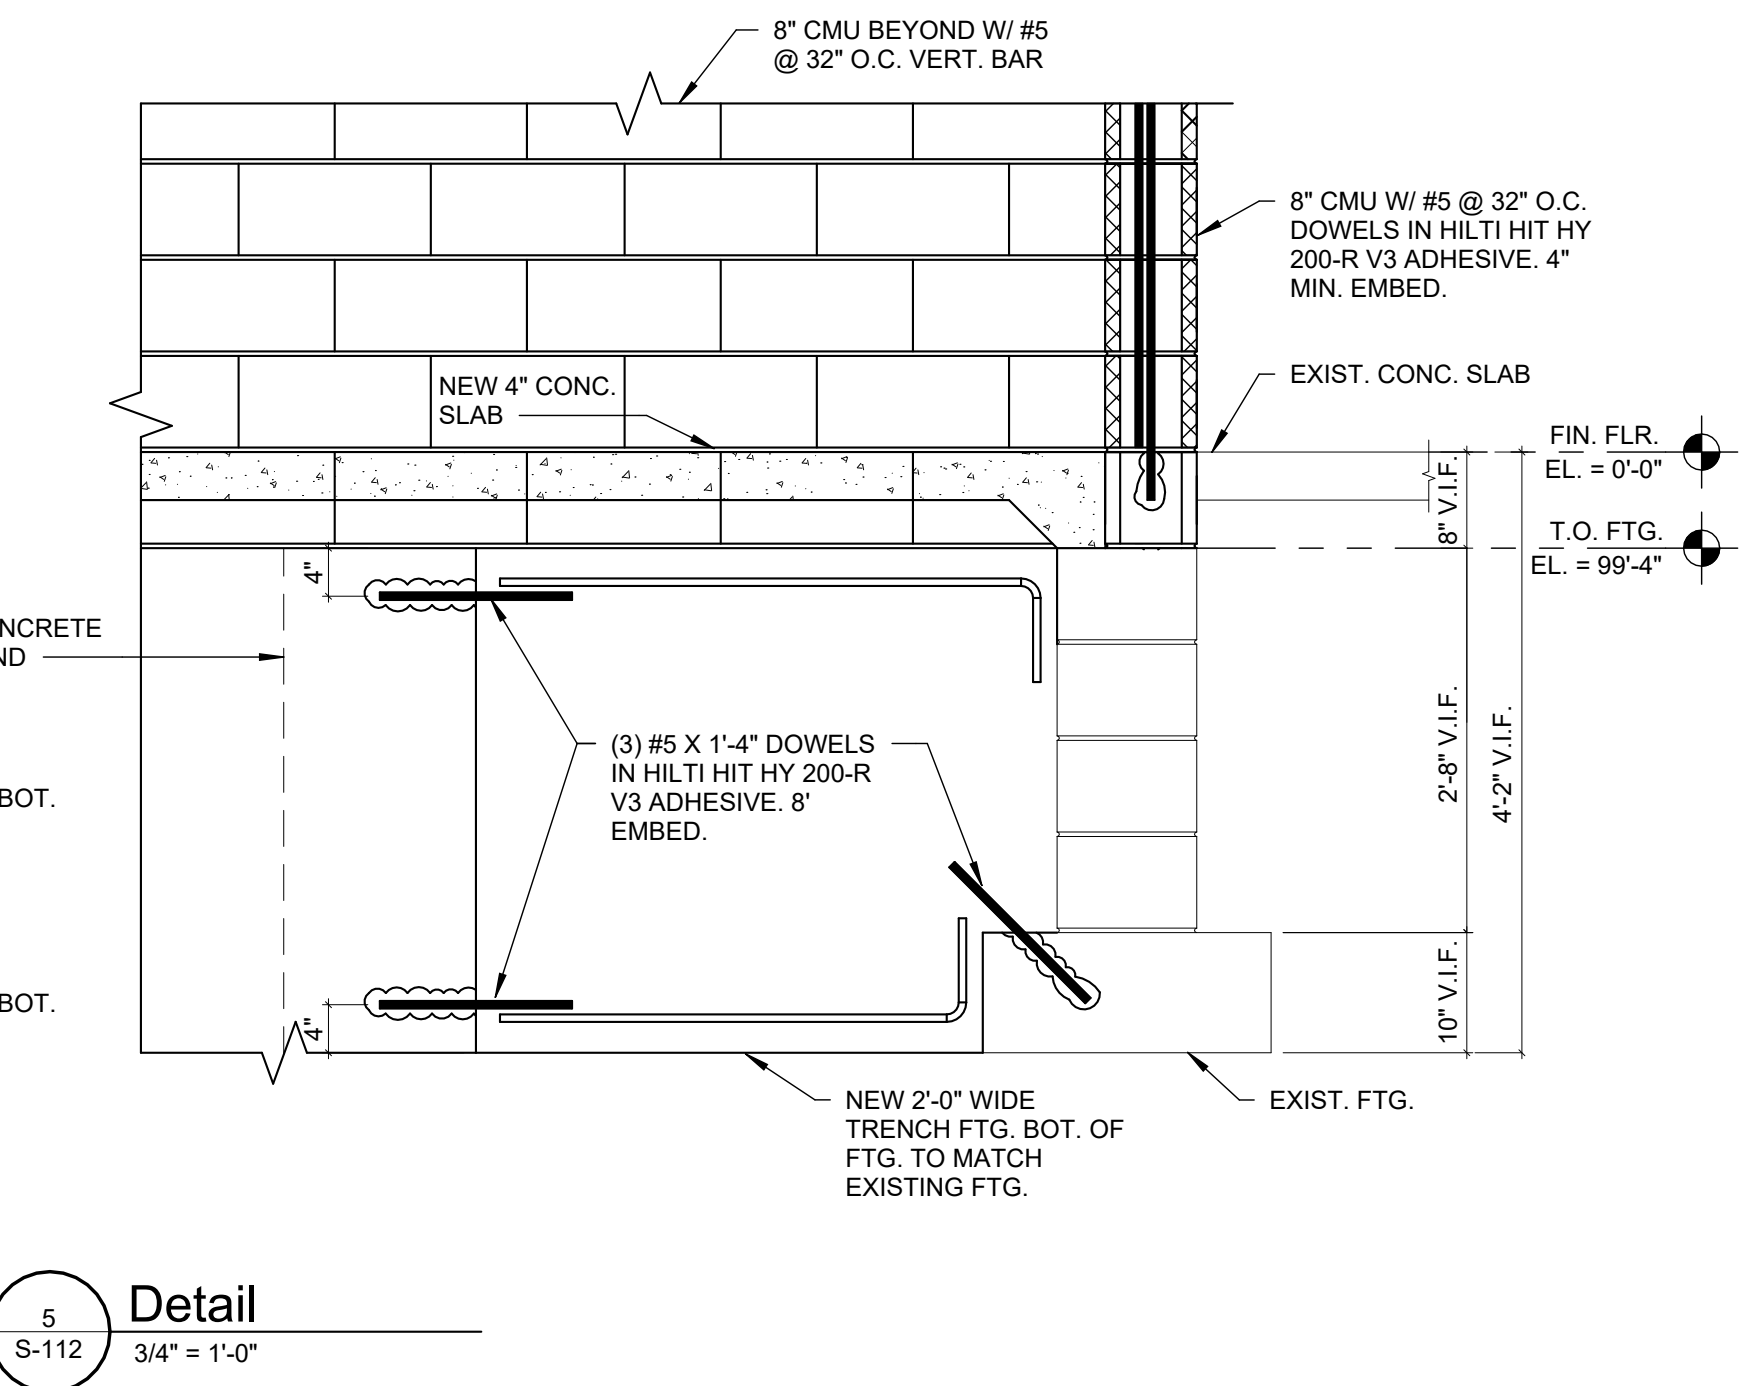 8" CMU BEYOND W/ #5
@ 32" O.C. VERT. BAR
8" CMU W/ #5 @ 32" O.C.
DOWELS IN HILTI HIT HY
200-R V3 ADHESIVE. 4"
MIN. EMBED.
NEW 4" CONC.
SLAB
EXIST. CONC. SLAB
FIN. FLR.
EL. = 0'-0"
8" V.I.F.
T.O. FTG.
EL. = 99'-4"
4"
NCRETE
ND
(3) #5 X 1'-4" DOWELS
IN HILTI HIT HY 200-R
V3 ADHESIVE. 8'
EMBED.
2'-8" V.I.F.
4'-2" V.I.F.
BOT.
BOT.
4"
10" V.I.F.
NEW 2'-0" WIDE
TRENCH FTG. BOT. OF
FTG. TO MATCH
EXISTING FTG.
EXIST. FTG.
5
S-112
Detail
3/4" = 1'-0"